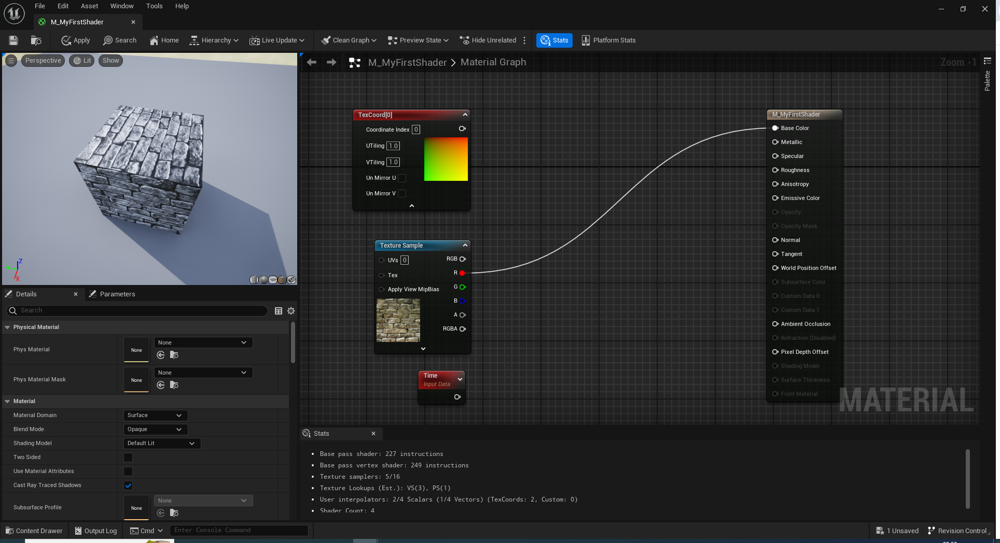 File Edit Asset Window Tools Help
M_MyFirstShader
Apply Search Home Hierarchy Live Update Clean Graph Preview State Hide Unrelated Stats Platform Stats
Perspective Lit Show
Z
X
M_MyFirstShader > Material Graph
Zoom -1
Palette
TexCoord[0]
Coordinate Index 0
UTiling 1.0
VTiling 1.0
Un Mirror U
Un Mirror V
Texture Sample
UVs 0 RGB
R
Tex
G
Apply View MipBias
B
A
RGBA
Time
Input Data
M_MyFirstShader
Base Color
Metallic
Specular
Roughness
Anisotropy
Emissive Color
Opacity
Opacity Mask
Normal
Tangent
World Position Offset
Subsurface Color
Custom Data 0
Custom Data 1
Ambient Occlusion
Refraction (Disabled)
Pixel Depth Offset
Shading Model
Surface Thickness
Front Material
MATERIAL
Details Parameters
Search
Physical Material
Phys Material None None
Phys Material Mask None None
Material
Material Domain Surface
Blend Mode Opaque
Shading Model Default Lit
Two Sided
Use Material Attributes
Cast Ray Traced Shadows
Subsurface Profile None None
Stats
• Base pass shader: 227 instructions
• Base pass vertex shader: 249 instructions
• Texture samplers: 5/16
• Texture Lookups (Est.): VS(3), PS(1)
• User interpolators: 2/4 Scalars (1/4 Vectors) (TexCoords: 2, Custom: 0)
• Shader Count: 4
Content Drawer Output Log Cmd Enter Console Command 1 Unsaved Revision Control